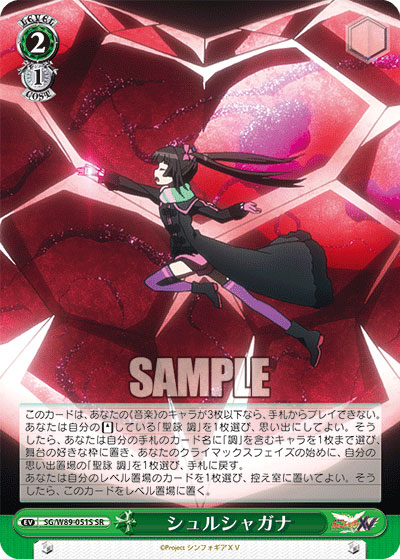 LEVEL
2
1
COST
SAMPLE
このカードは、あなたの《音楽》のキャラが3枚以下なら、手札からプレイできない。
あなたは自分の【】している「聖詠 調」を1枚選び、思い出にしてよい。そう
したら、あなたは自分の手札のカード名に「調」を含むキャラを1枚まで選び、
舞台の好きな枠に置き、あなたのクライマックスフェイズの始めに、自分の
思い出置場の「聖詠 調」を1枚選び、手札に戻す。
あなたは自分のレベル置場のカードを1枚選び、控え室に置いてよい。そう
したら、このカードをレベル置場に置く。
EV
SG/W89-051S SR
シュルシャガナ
XV
©Project シンフォギアXV